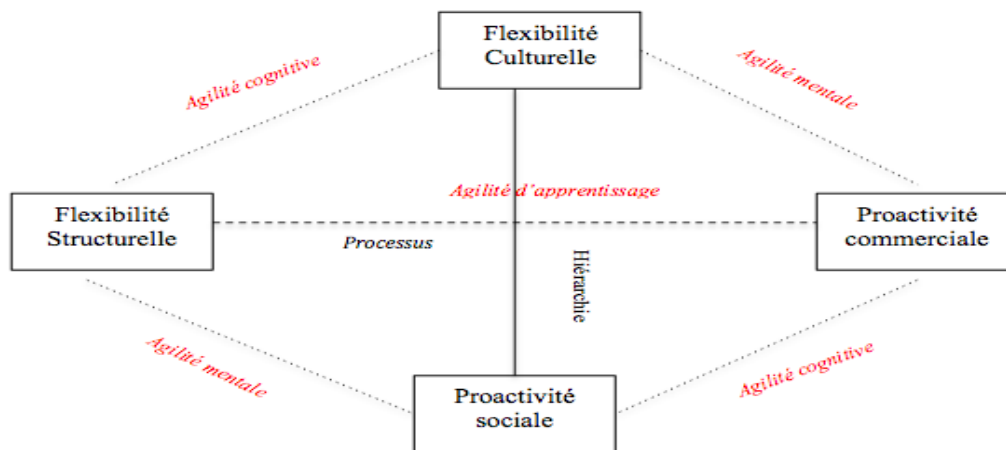 Flexibilité
Culturelle
Agilité cognitive
Agilité mentale
Agilité d'apprentissage
Flexibilité
Structurelle
Proactivité
commerciale
Processus
Hiérarchie
Agilité mentale
Agilité cognitive
Proactivité
sociale